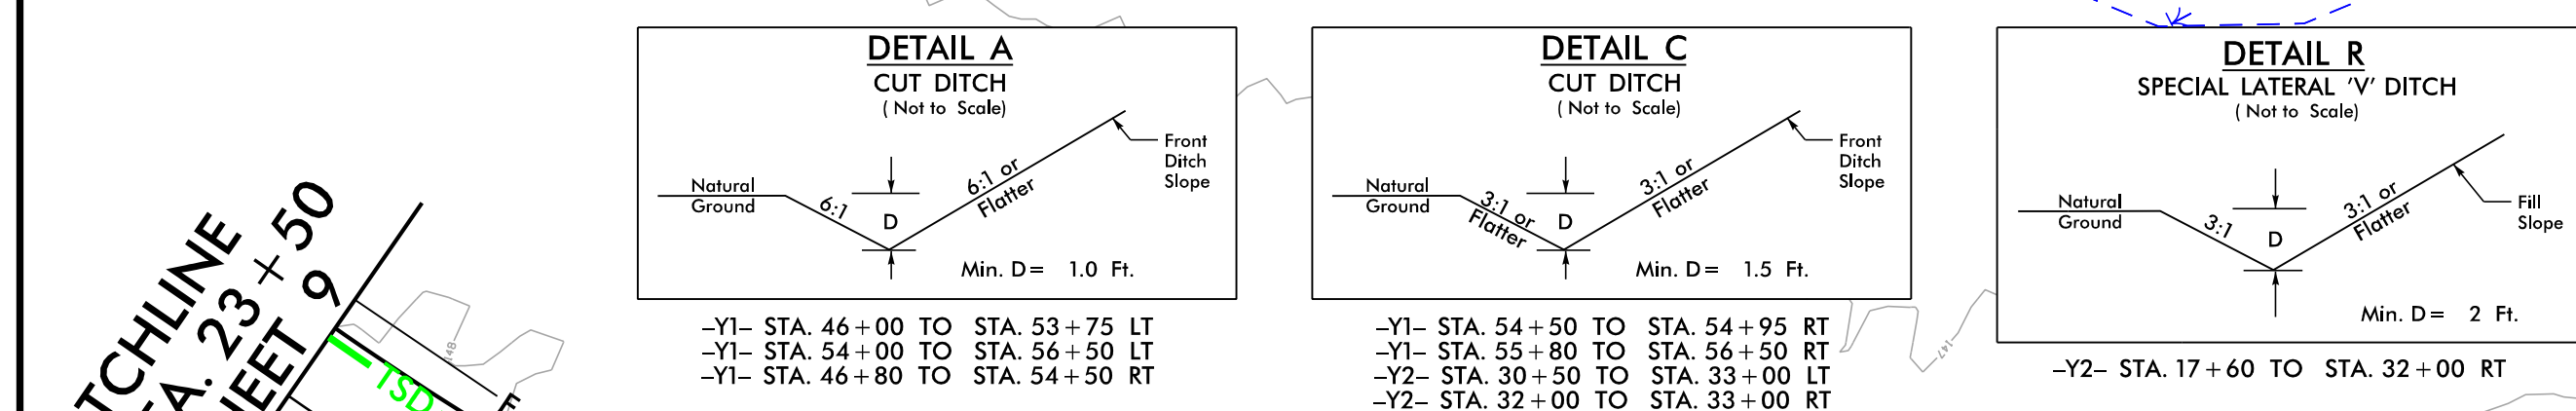 DETAIL A
CUT DITCH
( Not to Scale)
Natural
Ground
6:1
D
6:1 or
Flatter
Front
Ditch
Slope
Min. D= 1.0 Ft.
–Y1– STA. 46+00 TO STA. 53+75 LT
–Y1– STA. 54+00 TO STA. 56+50 LT
–Y1– STA. 46+80 TO STA. 54+50 RT
DETAIL C
CUT DITCH
( Not to Scale)
Natural
Ground
3:1 or
Flatter
D
3:1 or
Flatter
Front
Ditch
Slope
Min. D= 1.5 Ft.
–Y1– STA. 54+50 TO STA. 54+95 RT
–Y1– STA. 55+80 TO STA. 56+50 RT
–Y2– STA. 30+50 TO STA. 33+00 LT
–Y2– STA. 32+00 TO STA. 33+00 RT
DETAIL R
SPECIAL LATERAL 'V' DITCH
( Not to Scale)
Natural
Ground
3:1
D
3:1 or
Flatter
Fill
Slope
Min. D= 2 Ft.
–Y2– STA. 17+60 TO STA. 32+00 RT
TCHLINE
TA. 23+50
HEET 9
TSD
F
148
147